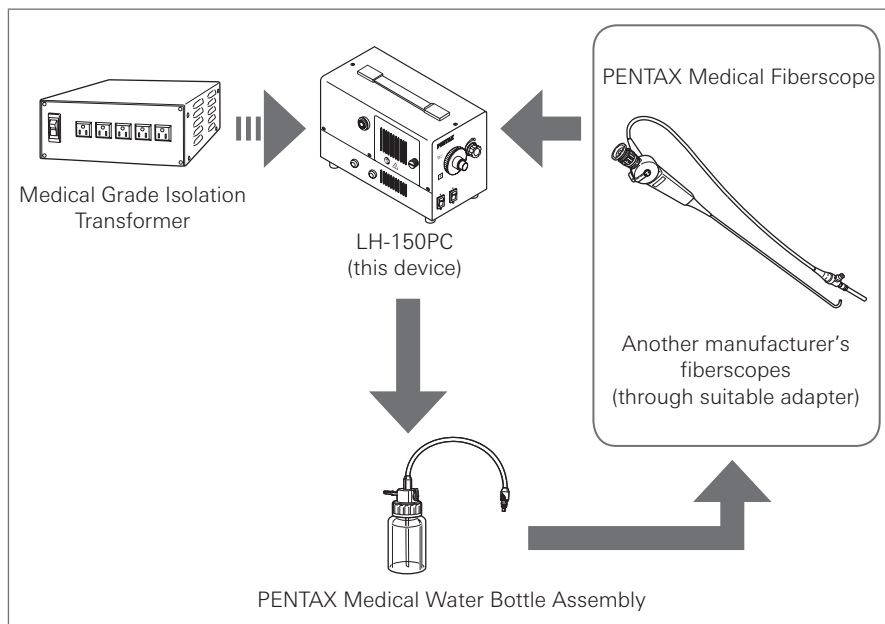 PENTAX Medical Fiberscope
Medical Grade Isolation
Transformer
PENTAX
LH-150PC
(this device)
Another manufacturer’s
fiberscopes
(through suitable adapter)
PENTAX Medical Water Bottle Assembly